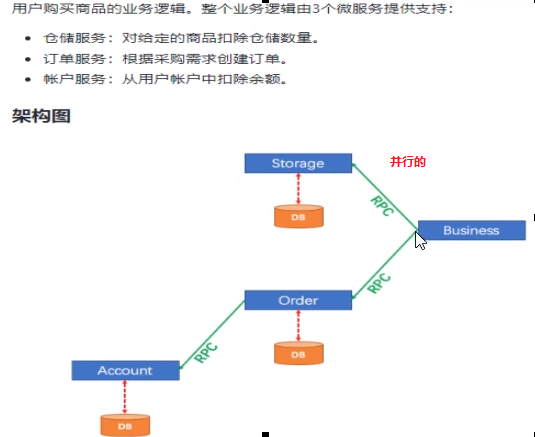 用户购买商品的业务逻辑。整个业务逻辑由3个微服务提供支持：
仓储服务：对给定的商品扣除仓储数量。
订单服务：根据采购需求创建订单。
帐户服务：从用户帐户中扣除余额。
架构图
Storage
并行的
RPC
DB
Business
RPC
Order
DB
RPC
Account
DB